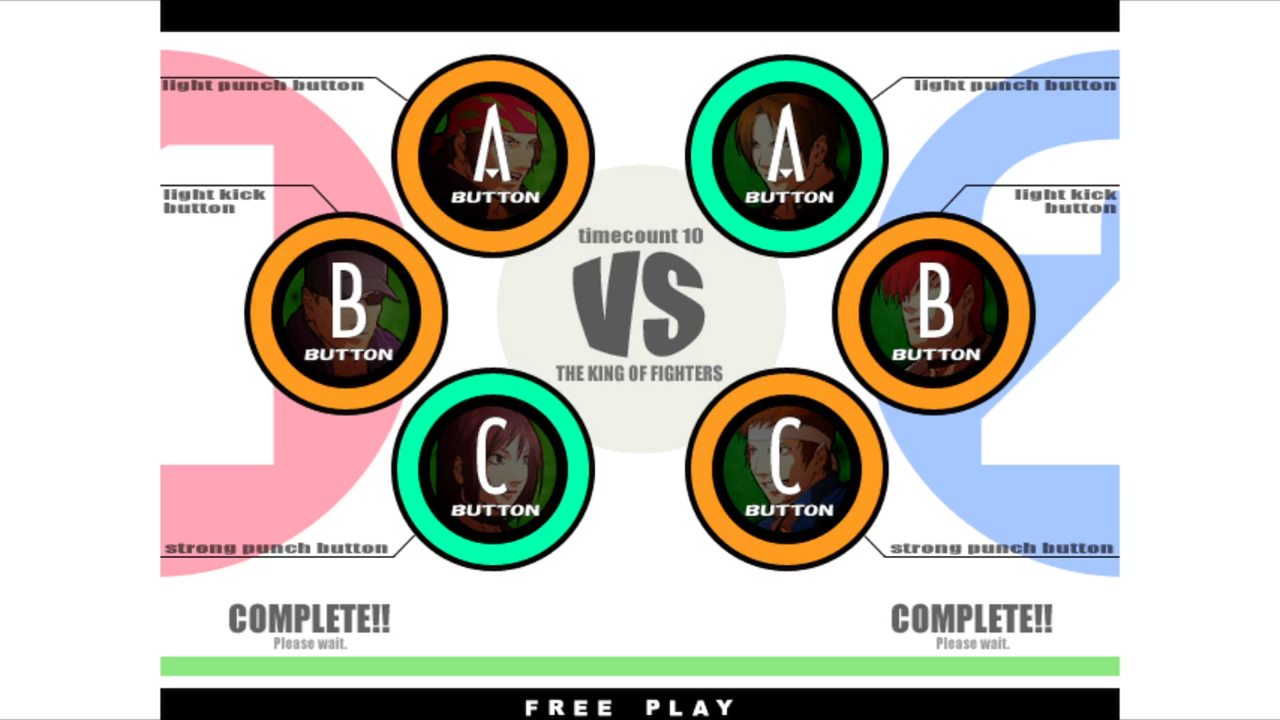 light punch button
A
BUTTON
A
BUTTON
light punch button
light kick
button
light kick
button
timecount 10
VS
THE KING OF FIGHTERS
B
BUTTON
B
BUTTON
C
BUTTON
C
BUTTON
strong punch button
strong punch button
COMPLETE!!
Please wait.
COMPLETE!!
Please wait.
FREE PLAY
1
2